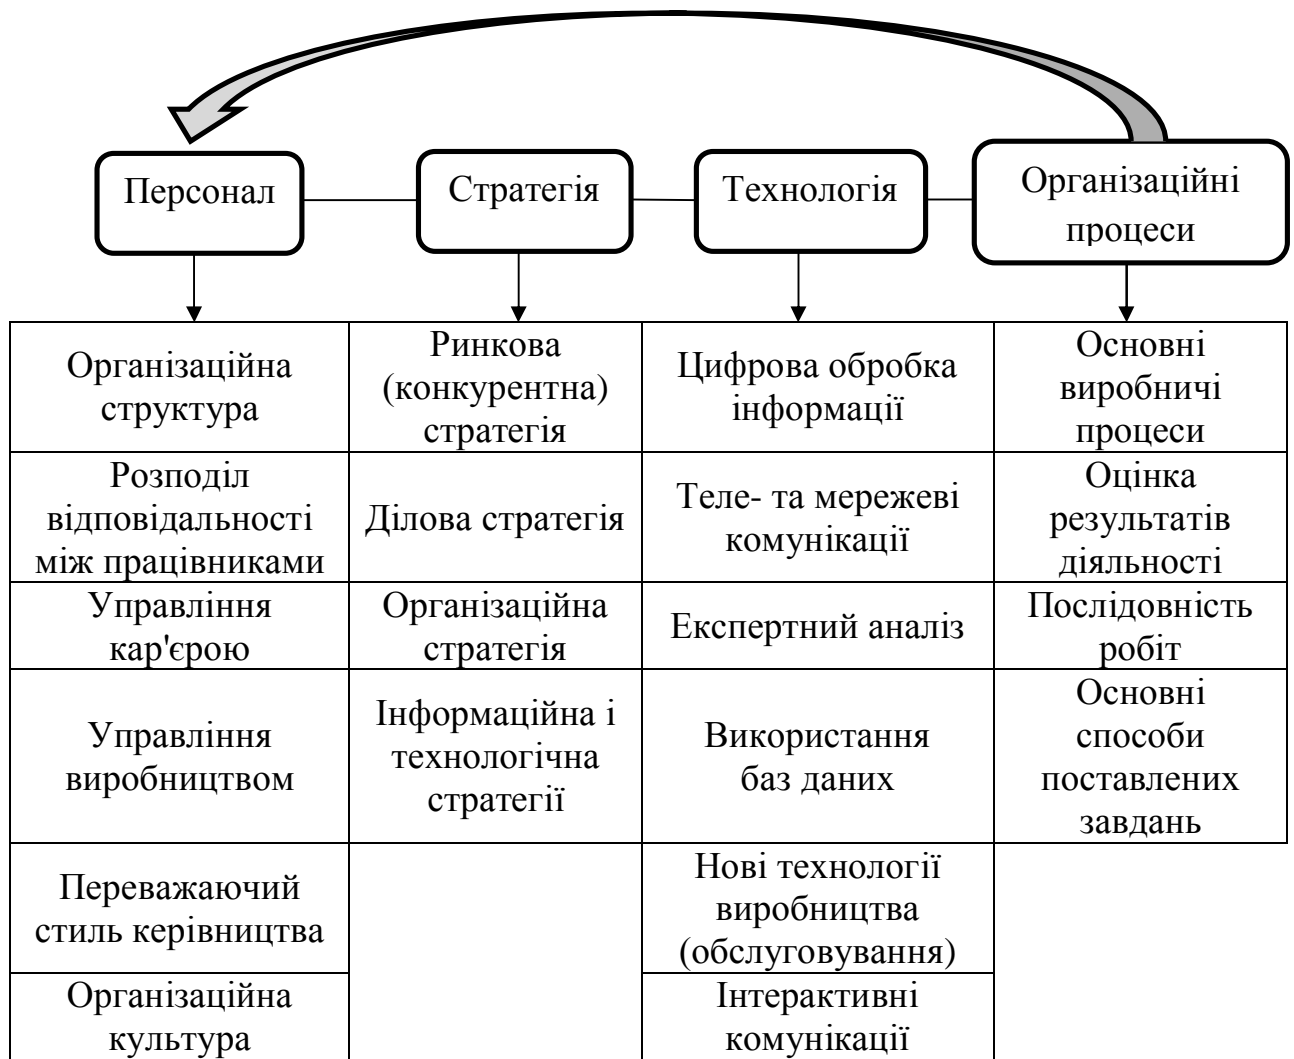 Персонал
Стратегія
Технологія
Організаційні
процеси
Організаційна
структура
Ринкова
(конкурентна)
стратегія
Цифрова обробка
інформації
Основні
виробничі
процеси
Розподіл
відповідальності
між працівниками
Ділова стратегія
Теле- та мережеві
комунікації
Оцінка
результатів
діяльності
Управління
кар'єрою
Організаційна
стратегія
Експертний аналіз
Послідовність
робіт
Управління
виробництвом
Інформаційна і
технологічна
стратегії
Використання
баз даних
Основні
способи
поставлених
завдань
Переважаючий
стиль керівництва
Нові технології
виробництва
(обслуговування)
Організаційна
культура
Інтерактивні
комунікації